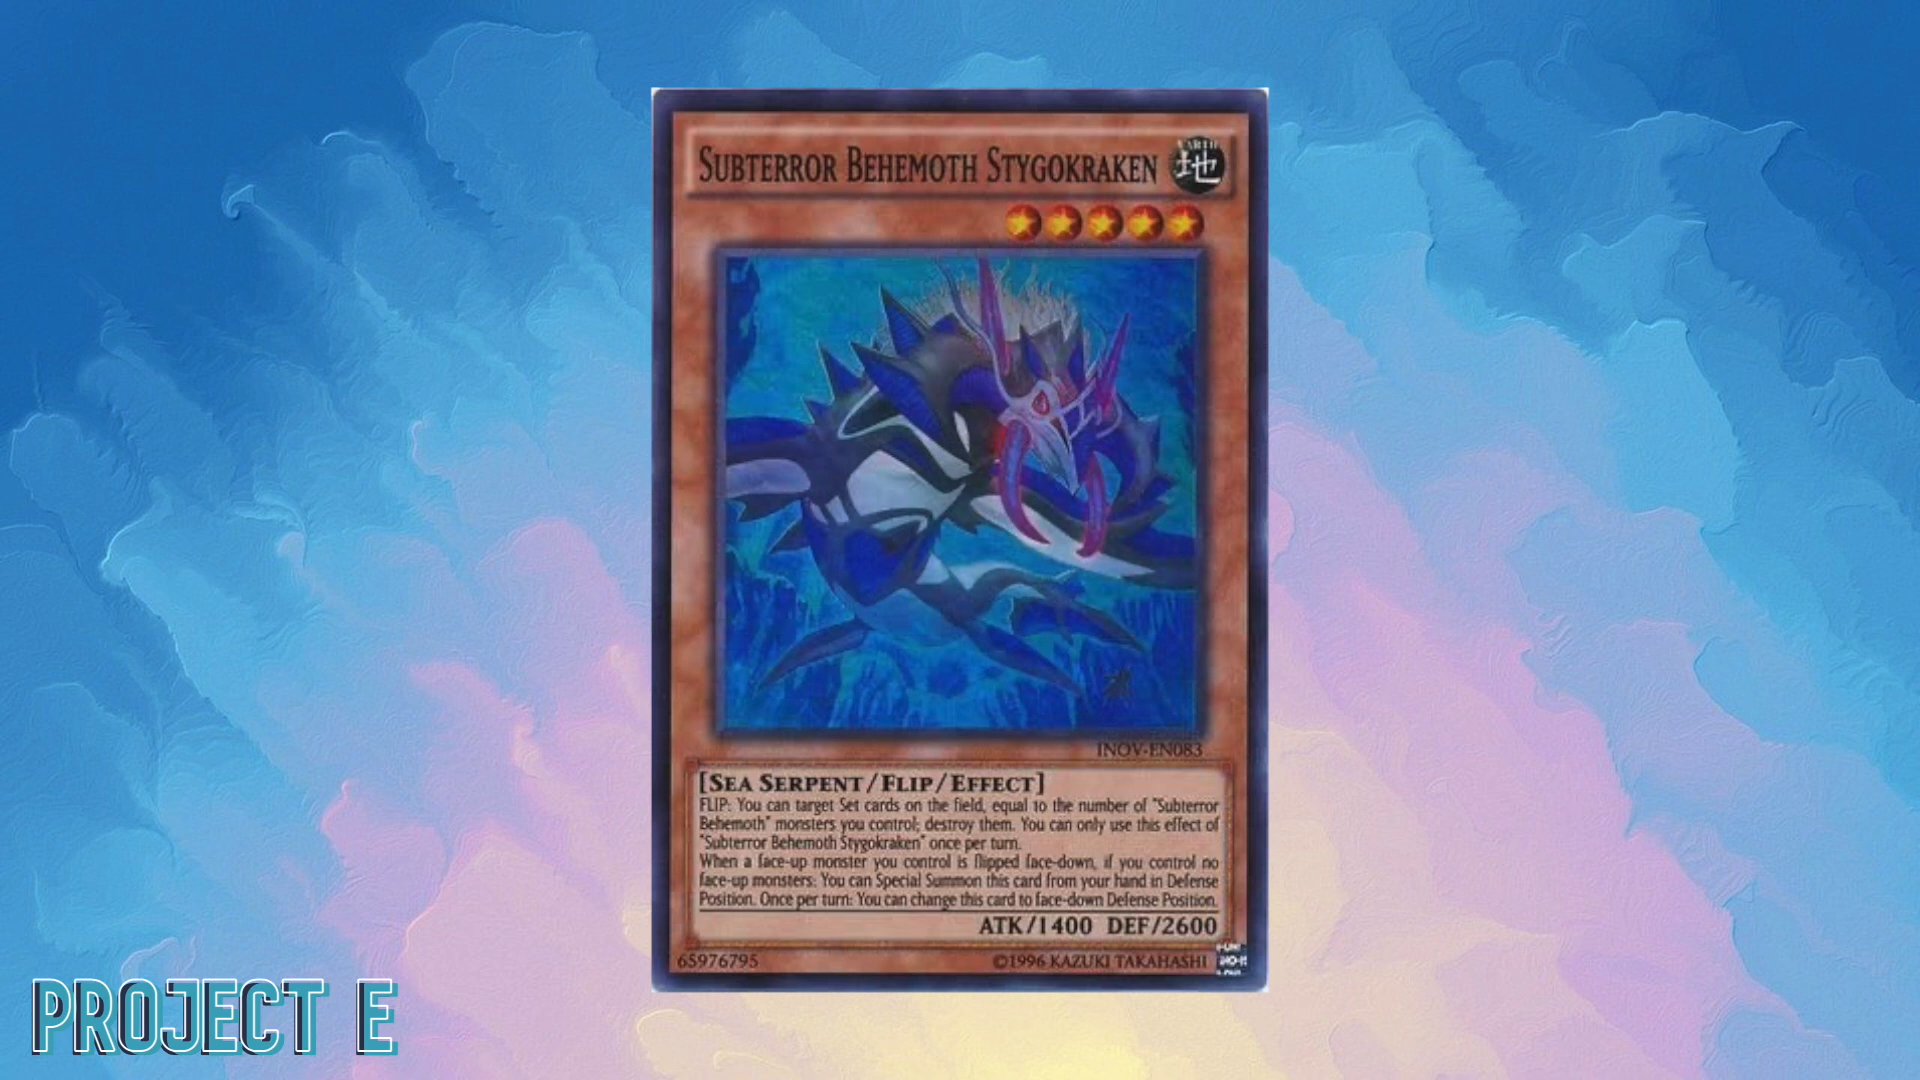 SUBTERROR BEHEMOTH STYGOKRAKEN
EARTH
地
INOV-EN083
[SEA SERPENT/FLIP/EFFECT]
FLIP: You can target Set cards on the field, equal to the number of "Subterror
Behemoth" monsters you control; destroy them. You can only use this effect of
"Subterror Behemoth Stygokraken" once per turn.
When a face-up monster you control is flipped face-down, if you control no
face-up monsters: You can Special Summon this card from your hand in Defense
Position. Once per turn: You can change this card to face-down Defense Position.
ATK/1400 DEF/2600
65976795
©1996 KAZUKI TAKAHASHI
PROJECT E